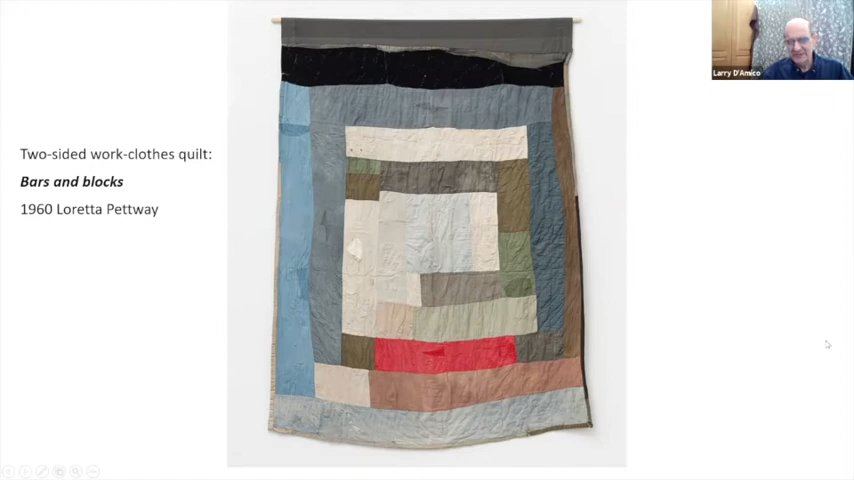 Two-sided work-clothes quilt:
Bars and blocks
1960 Loretta Pettway
Larry D'Amico